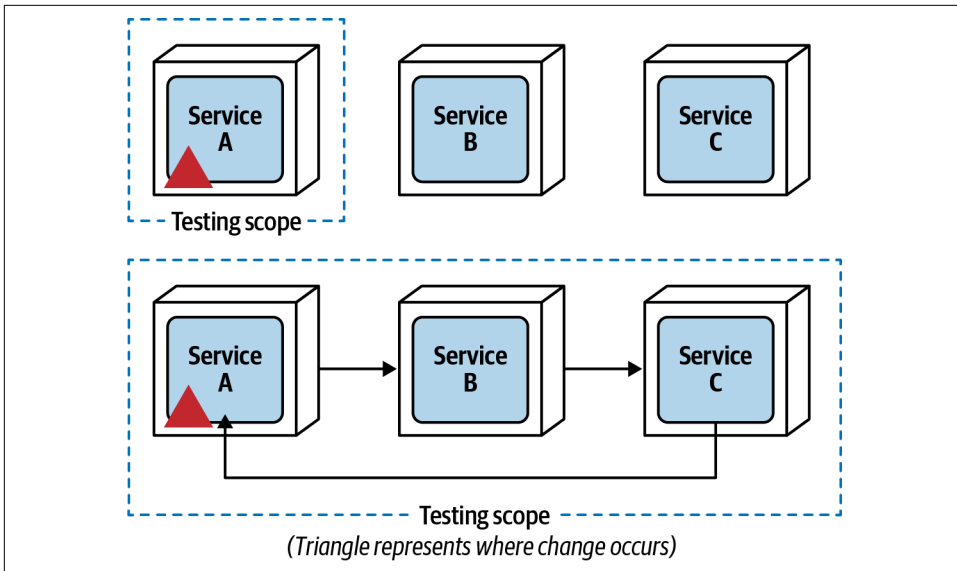 Service
A
Service
B
Service
C
Testing scope
Service
A
Service
B
Service
C
Testing scope
(Triangle represents where change occurs)